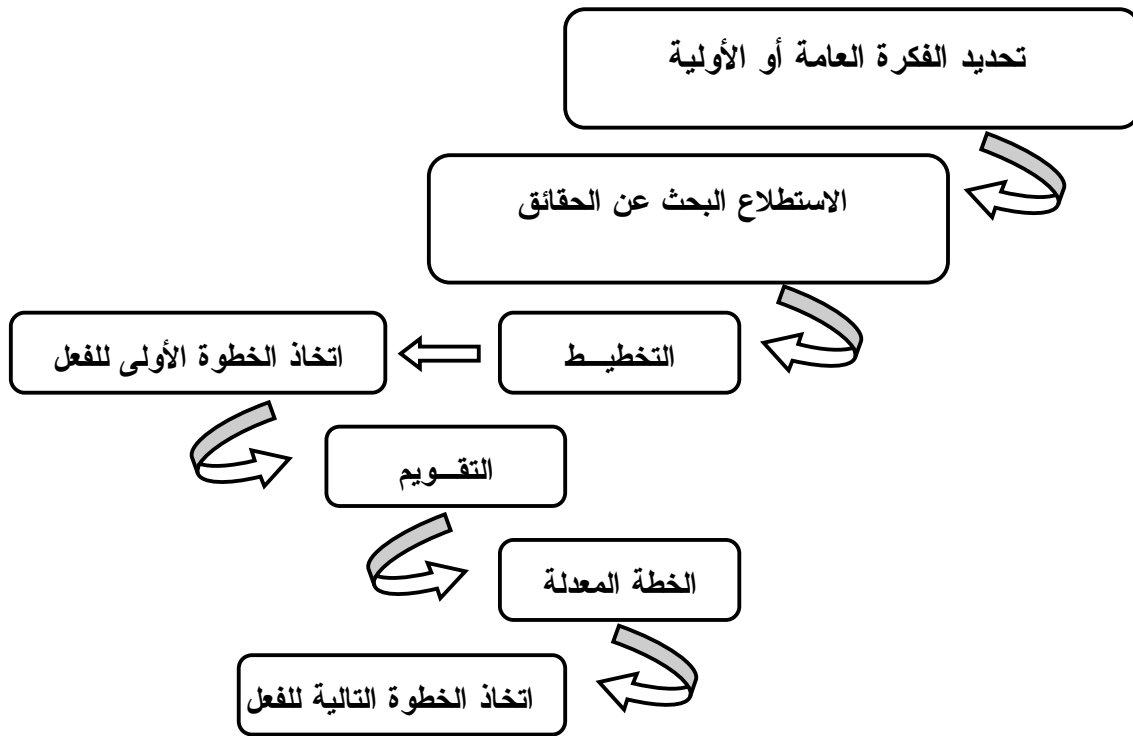 تحديد الفكرة العامة أو الأولية
الاستطلاع البحث عن الحقائق
التخطيـــط
اتخاذ الخطوة الأولى للفعل
التقـــويم
الخطة المعدلة
اتخاذ الخطوة التالية للفعل